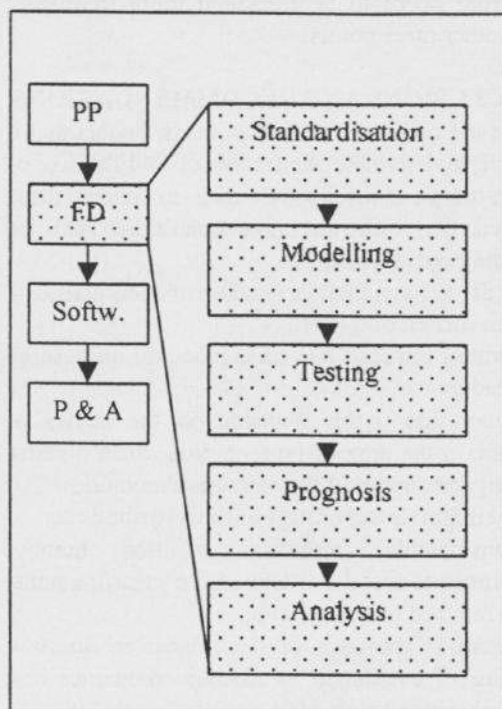 PP
FD
Softw.
P & A
Standardisation
Modelling
Testing
Prognosis
Analysis.